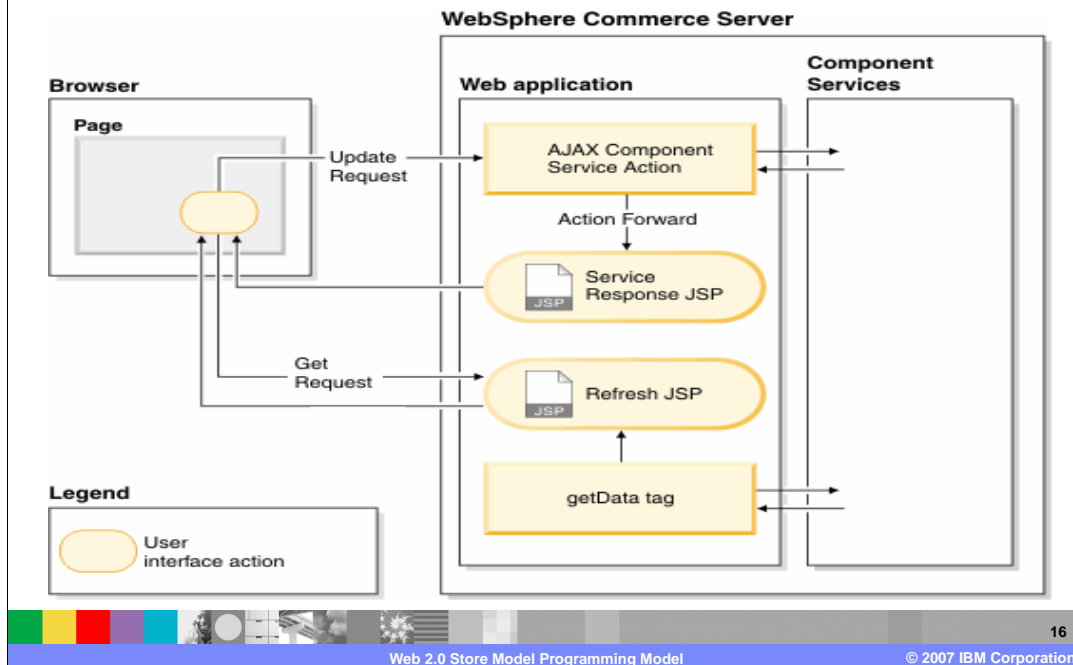 WebSphere Commerce Server
Browser
Page
Web application
Component
Services
Update
Request
AJAX Component
Service Action
Action Forward
JSP
Service
Response JSP
Get
Request
JSP
Refresh JSP
getData tag
Legend
User
interface action
16
Web 2.0 Store Model Programming Model
© 2007 IBM Corporation